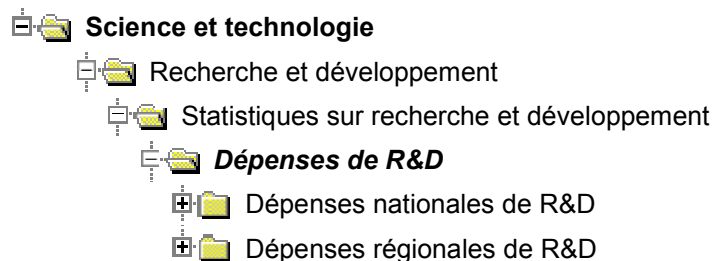 Science et technologie
Recherche et développement
Statistiques sur recherche et développement
Dépenses de R&D
Dépenses nationales de R&D
Dépenses régionales de R&D